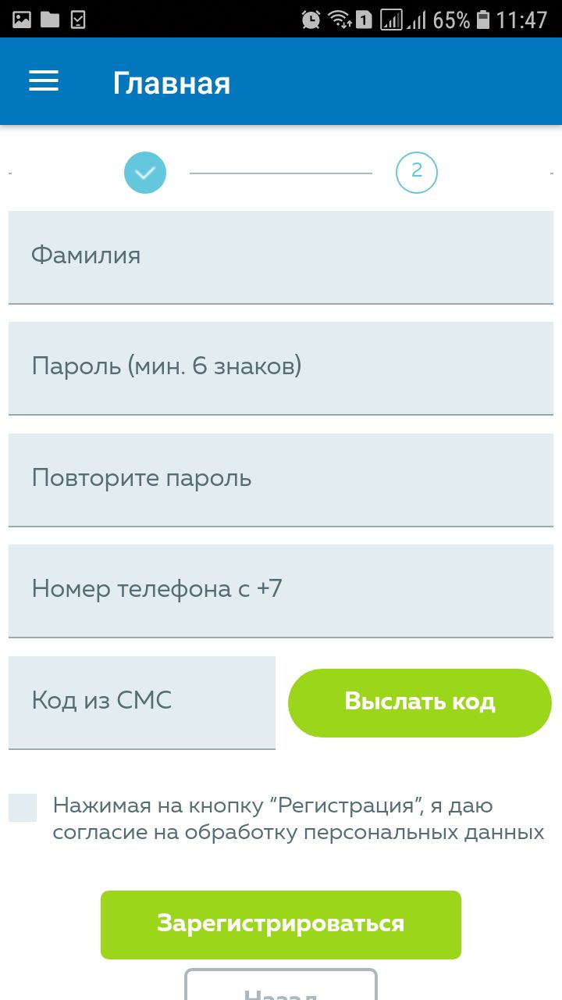 1 65% 11:47
Главная
2
Фамилия
Пароль (мин. 6 знаков)
Повторите пароль
Номер телефона с +7
Код из СМС
Выслать код
Нажимая на кнопку “Регистрация”, я даю
согласие на обработку персональных данных
Зарегистрироваться
Назад